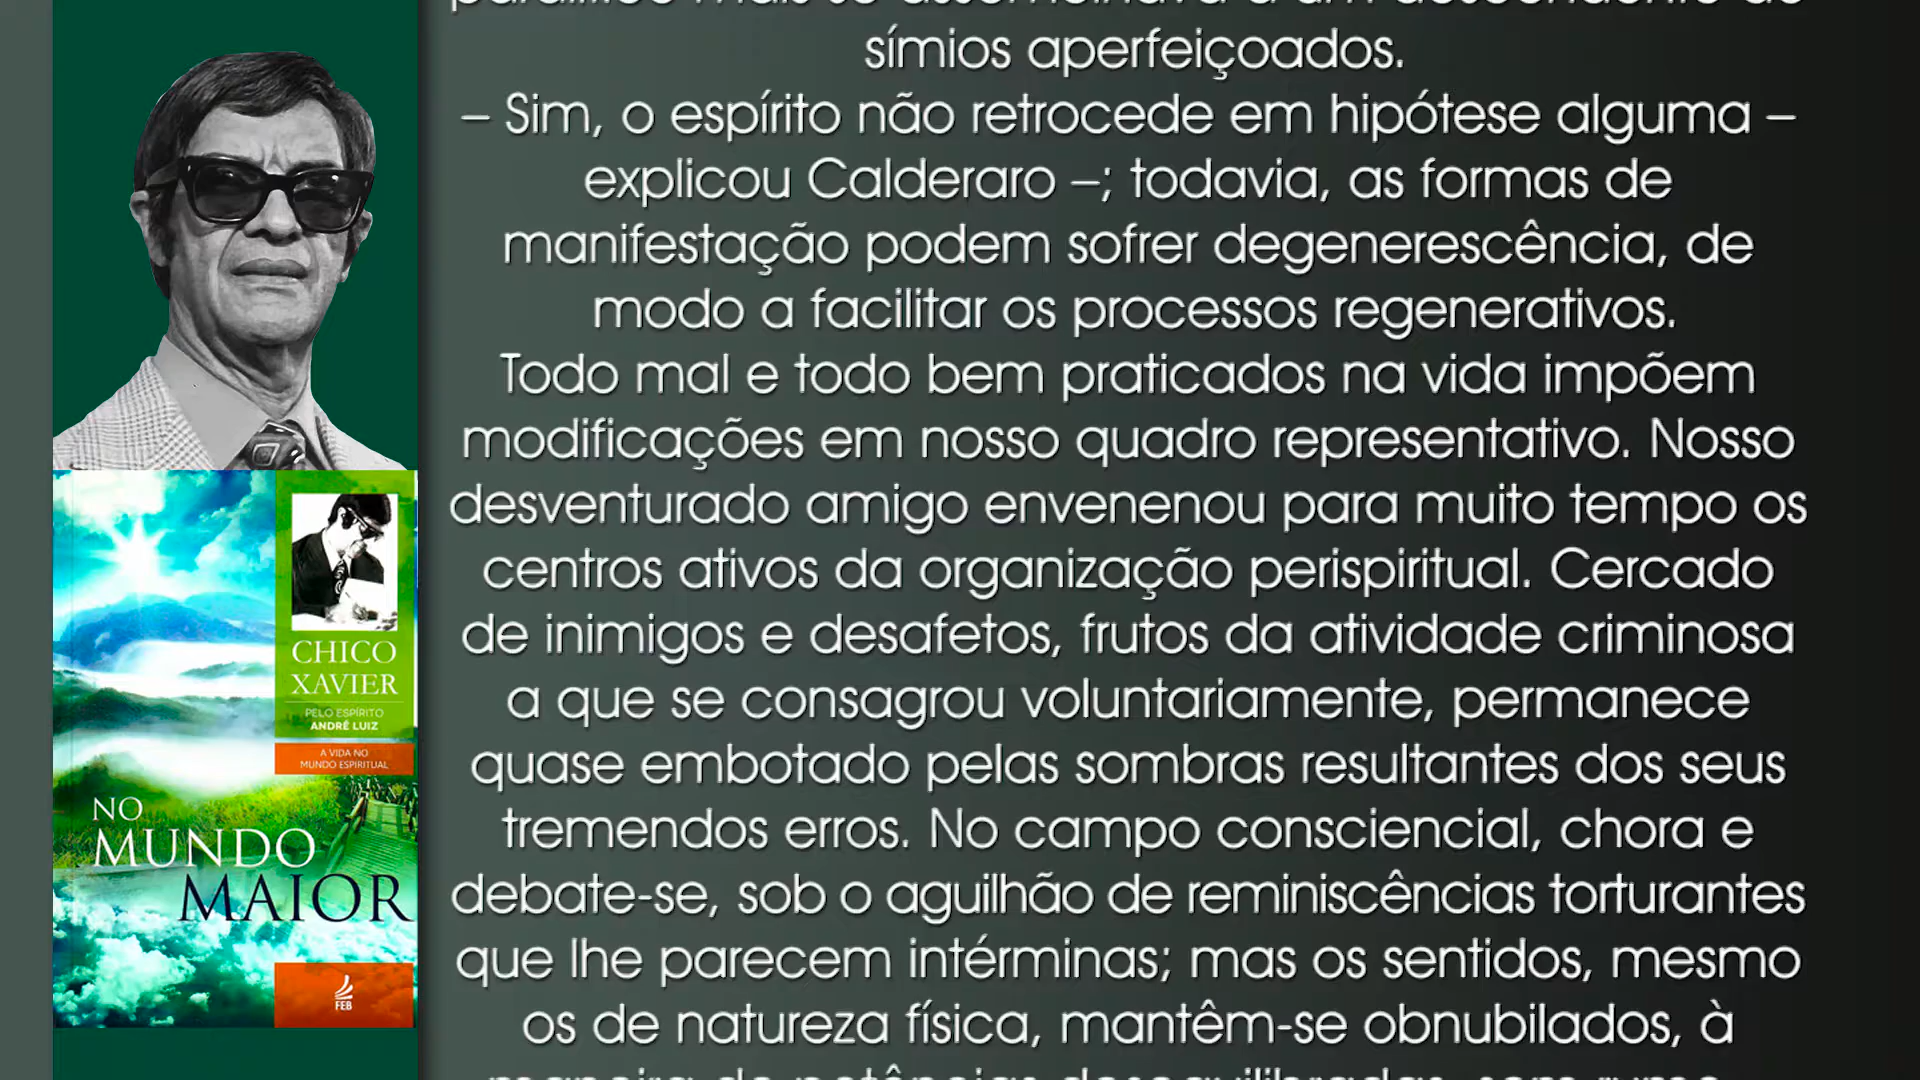 símios aperfeiçoados.
– Sim, o espírito não retrocede em hipótese alguma –
explicou Calderaro –; todavia, as formas de
manifestação podem sofrer degenerescência, de
modo a facilitar os processos regenerativos.
Todo mal e todo bem praticados na vida impõem
modificações em nosso quadro representativo. Nosso
desventurado amigo envenenou para muito tempo os
centros ativos da organização perispiritual. Cercado
de inimigos e desafetos, frutos da atividade criminosa
a que se consagrou voluntariamente, permanece
quase embotado pelas sombras resultantes dos seus
tremendos erros. No campo consciencial, chora e
debate-se, sob o aguilhão de reminiscências torturantes
que lhe parecem intérminas; mas os sentidos, mesmo
os de natureza física, mantêm-se obnubilados, à
CHICO
XAVIER
PELO ESPÍRITO
ANDRÉ LUIZ
A VIDA NO
MUNDO ESPIRITUAL
NO
MUNDO
MAIOR
FEB